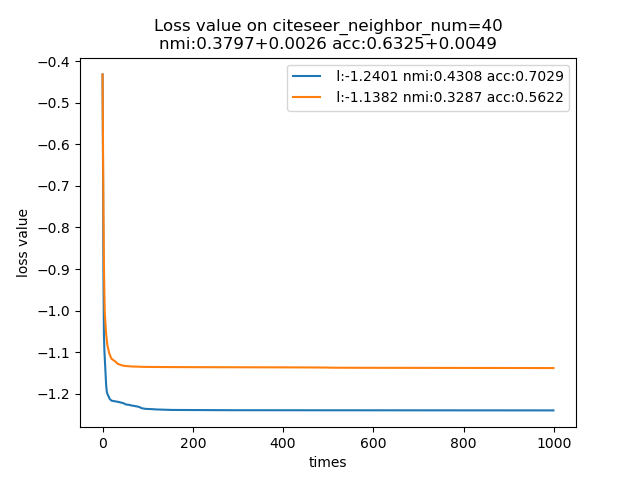 Loss value on citeseer_neighbor_num=40
nmi:0.3797+0.0026 acc:0.6325+0.0049
l:-1.2401 nmi:0.4308 acc:0.7029
l:-1.1382 nmi:0.3287 acc:0.5622
−0.4
−0.5
−0.6
−0.7
−0.8
−0.9
−1.0
−1.1
−1.2
loss value
0 200 400 600 800 1000
times